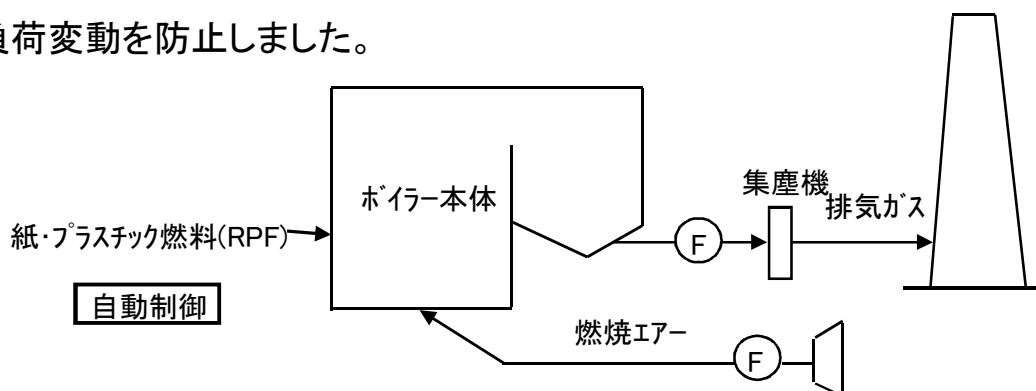 負荷変動を防止しました。
集塵機
ﾎﾞｲﾗｰ本体
排気ｶﾞｽ
紙･ﾌﾟﾗｽﾁｯｸ燃料(RPF)
F
自動制御
燃焼ｴｱｰ
F